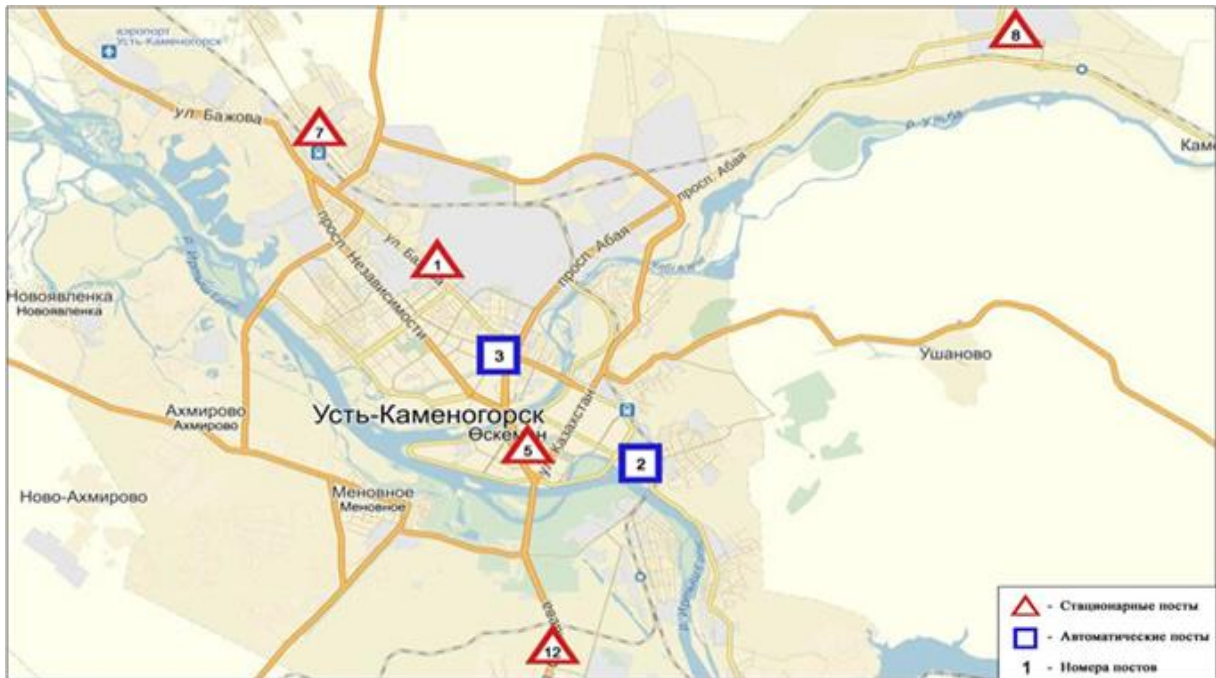 аэропорт
Усть-Каменогорск
8
ул. Бажова
7
р. Ульба
Каме
просп. Абая
просп. Независимости
ул. Ба
1
просп. Абая
Новоявленка
Новоявленка
3
Ушаново
Ахмирово
Ахмирово
Усть-Каменогорск
Өскемен
5
ул. Казахстан
2
Ново-Ахмирово
Меновное
Меновное
12
- Стационарные посты
- Автоматические посты
1 - Номера постов